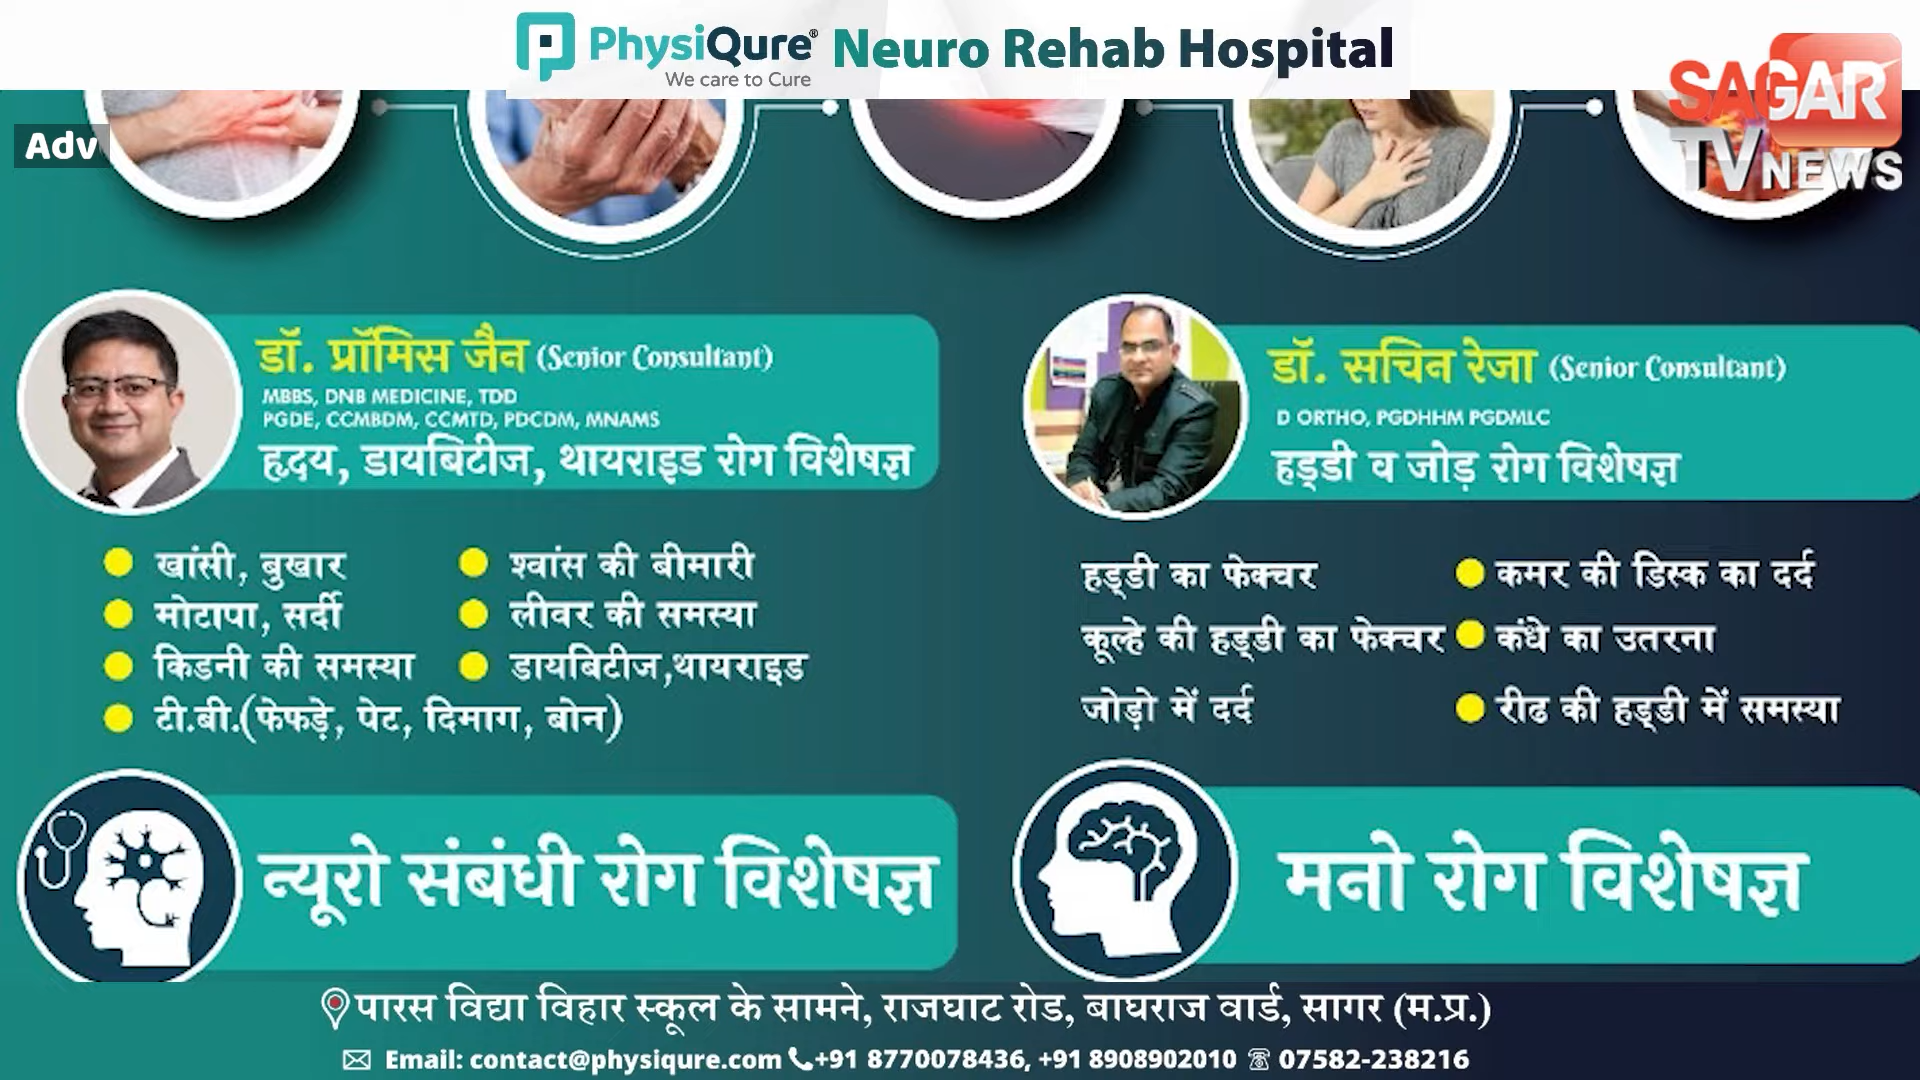 PhysiQure® Neuro Rehab Hospital
We care to Cure
SAGAR
TV NEWS
Adv
डॉ. प्रॉमिस जैन (Senior Consultant)
MBBS, DNB MEDICINE, TDD
PGDE, CCMBDM, CCMTD, PDCDM, MNAMS
हृदय, डायबिटीज, थायराइड रोग विशेषज्ञ
खांसी, बुखार
मोटापा, सर्दी
किडनी की समस्या
टी.बी.(फेफड़े, पेट, दिमाग, बोन)
श्वांस की बीमारी
लीवर की समस्या
डायबिटीज,थायराइड
डॉ. सचिन रेजा (Senior Consultant)
D ORTHO, PGDHHM PGDMLC
हड्डी व जोड़ रोग विशेषज्ञ
हड्डी का फेक्चर
कूल्हे की हड्डी का फेक्चर
जोड़ो में दर्द
कमर की डिस्क का दर्द
कंधे का उतरना
रीढ की हड्डी में समस्या
न्यूरो संबंधी रोग विशेषज्ञ
मनो रोग विशेषज्ञ
पारस विद्या विहार स्कूल के सामने, राजघाट रोड, बाघराज वार्ड, सागर (म.प्र.)
Email: contact@physiqure.com +91 8770078436, +91 8908902010 07582-238216